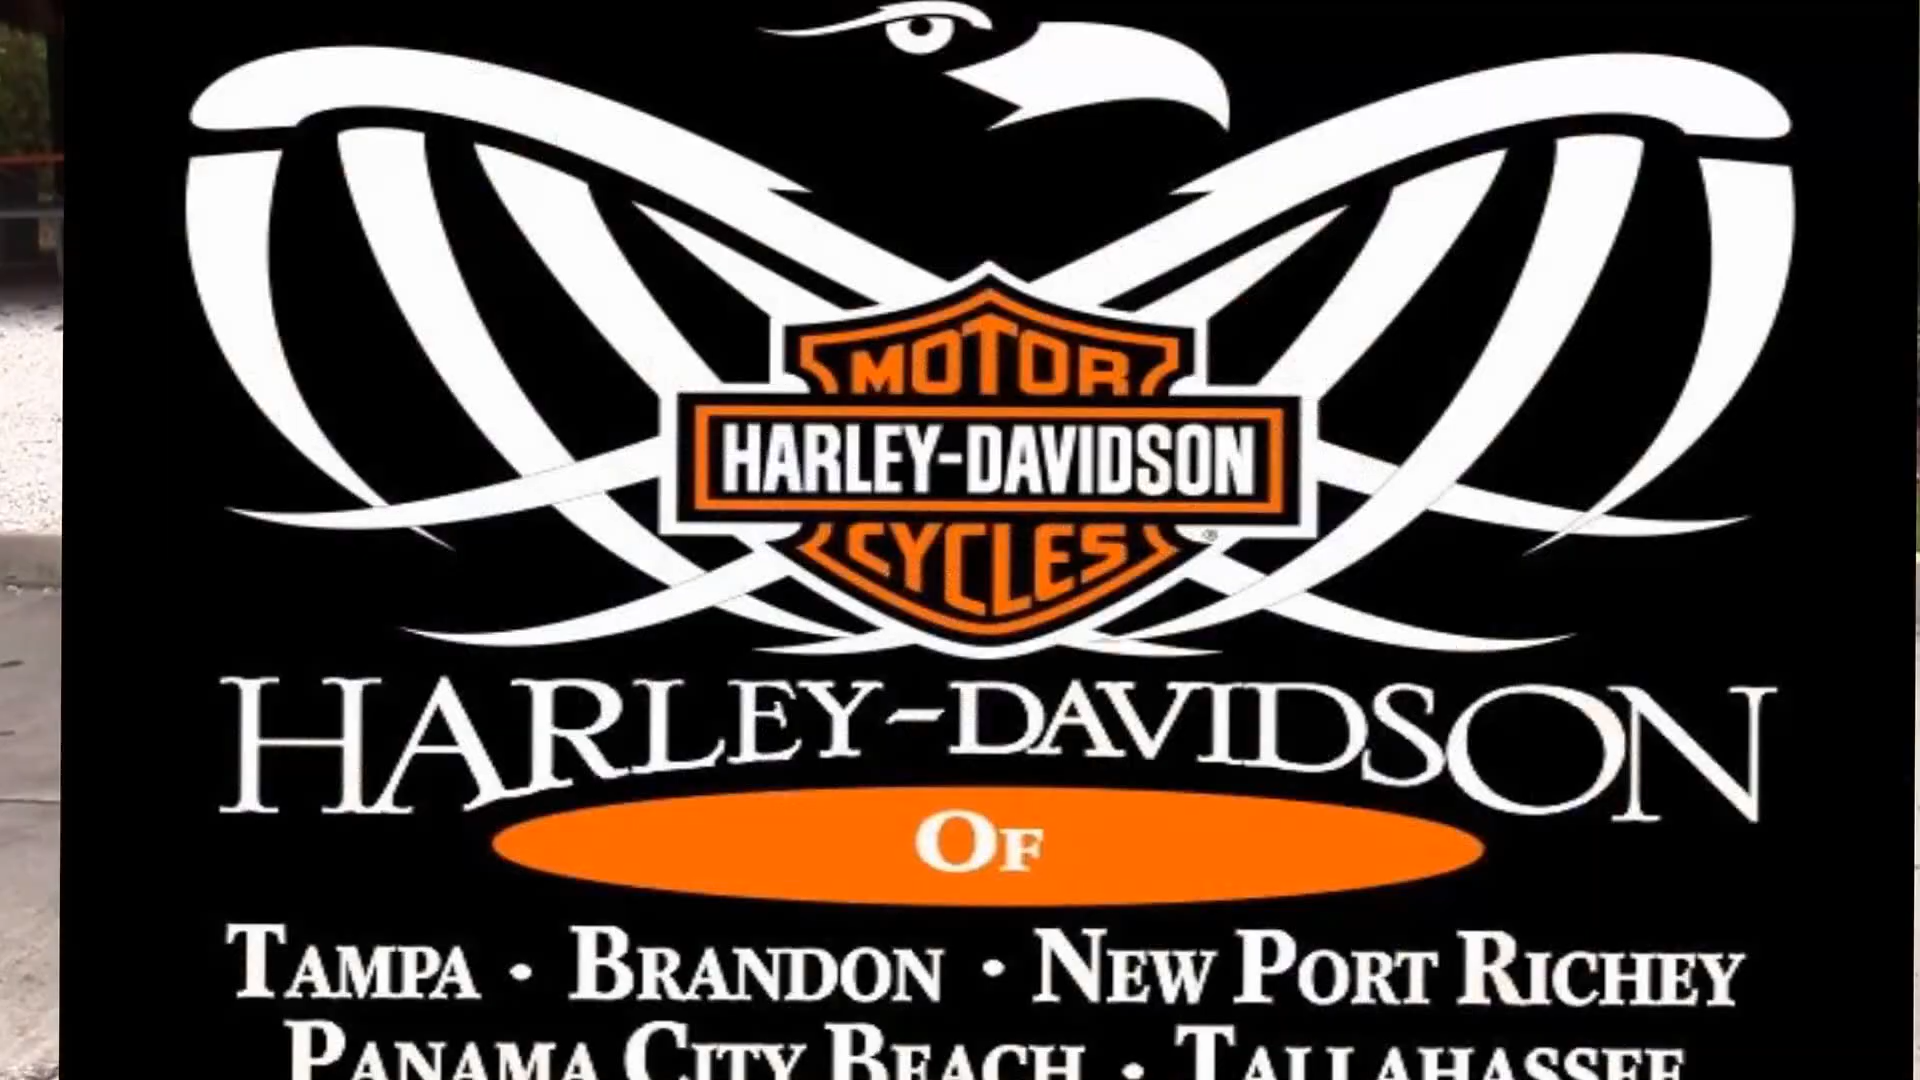 MOTOR
HARLEY-DAVIDSON
CYCLES
®
HARLEY-DAVIDSON
OF
TAMPA • BRANDON • NEW PORT RICHEY
PANAMA CITY BEACH • TALLAHASSEE